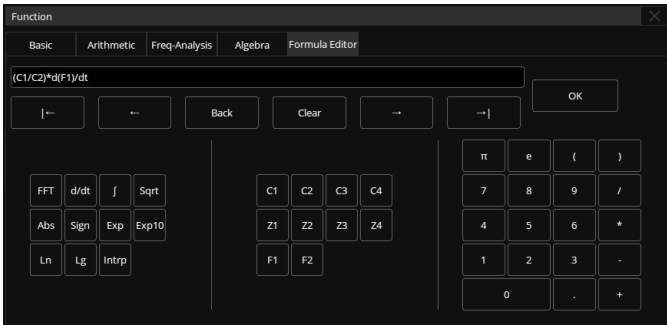 Function
Basic Arithmetic Freq-Analysis Algebra Formula Editor
(C1/C2)*d(F1)/dt
OK
|← ← Back Clear → →|
π e ( )
FFT d/dt ∫ Sqrt C1 C2 C3 C4 7 8 9 /
Abs Sign Exp Exp10 Z1 Z2 Z3 Z4 4 5 6 *
Ln Lg Intrp F1 F2 1 2 3 -
0 . +